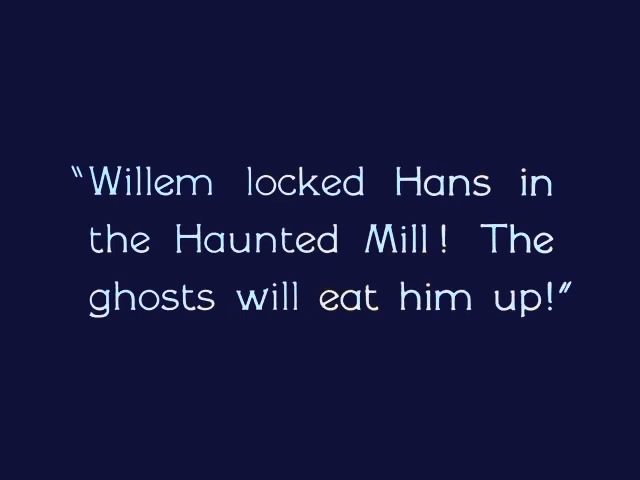 “Willem locked Hans in
the Haunted Mill! The
ghosts will eat him up!”